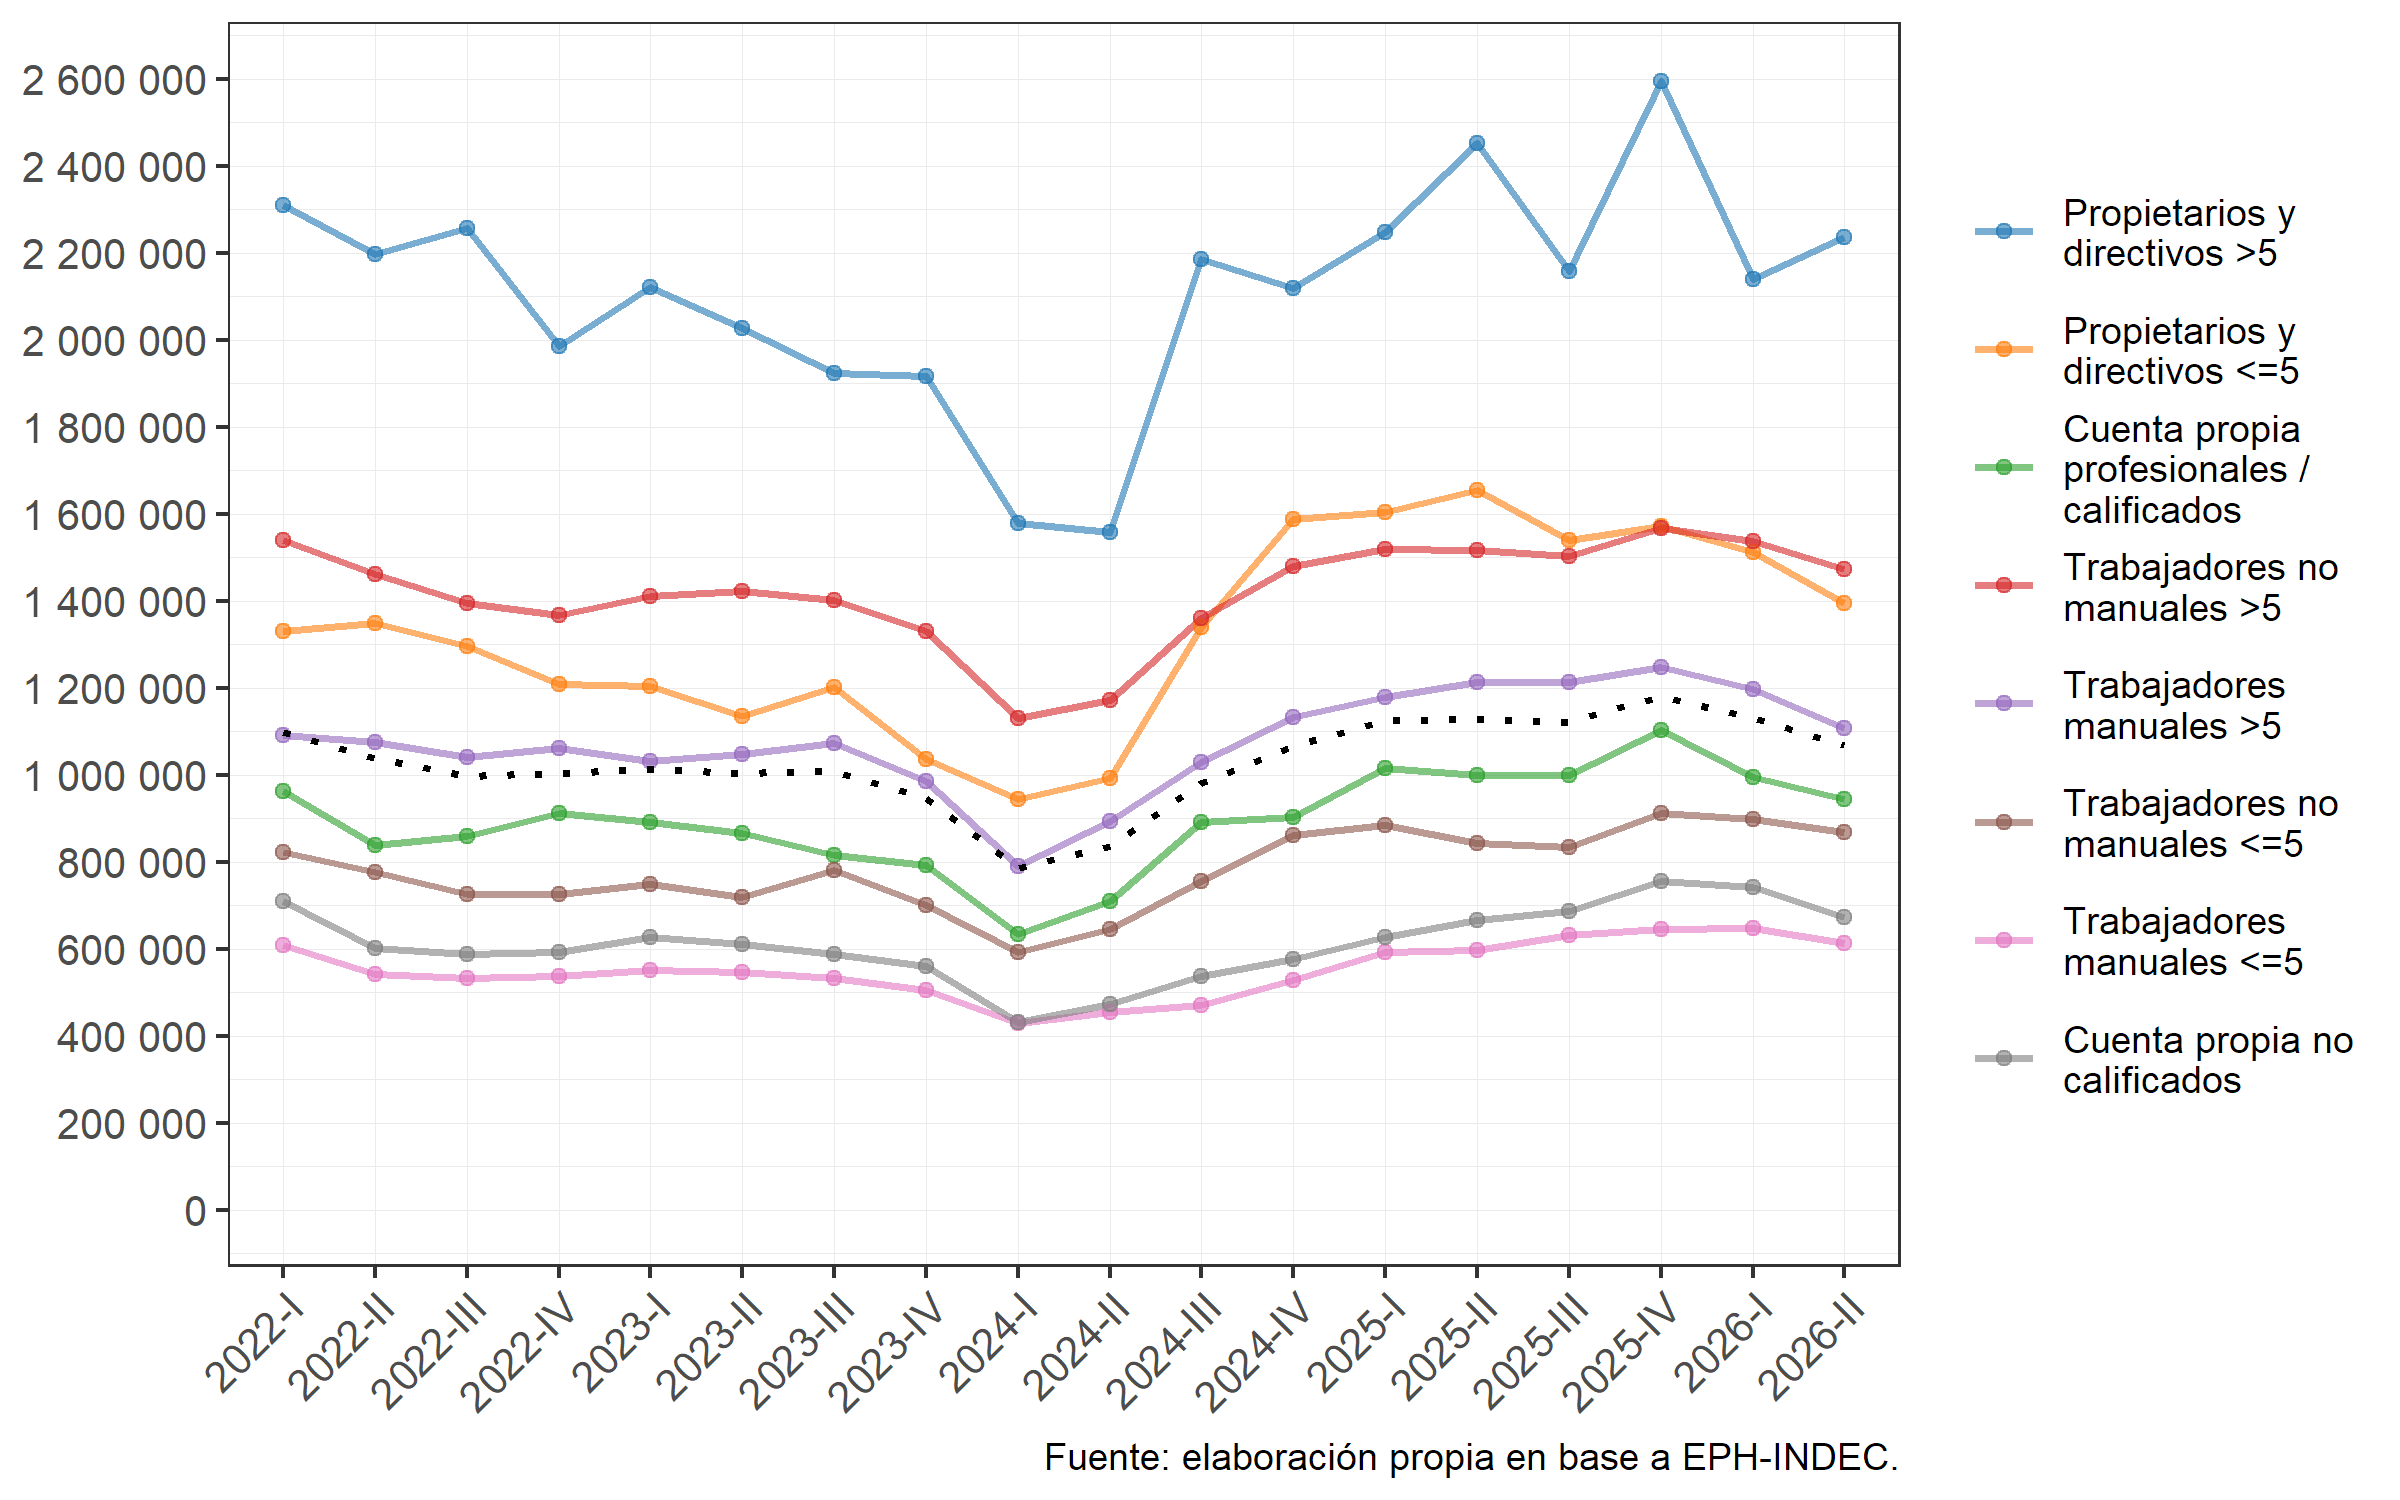 2 600 000
2 400 000
2 200 000
2 000 000
1 800 000
1 600 000
1 400 000
1 200 000
1 000 000
800 000
600 000
400 000
200 000
0
2022-I
2022-II
2022-III
2022-IV
2023-I
2023-II
2023-III
2023-IV
2024-I
2024-II
2024-III
2024-IV
2025-I
2025-II
2025-III
2025-IV
2026-I
2026-II
Propietarios y
directivos >5
Propietarios y
directivos <=5
Cuenta propia
profesionales /
calificados
Trabajadores no
manuales >5
Trabajadores
manuales >5
Trabajadores no
manuales <=5
Trabajadores
manuales <=5
Cuenta propia no
calificados
Fuente: elaboración propia en base a EPH-INDEC.